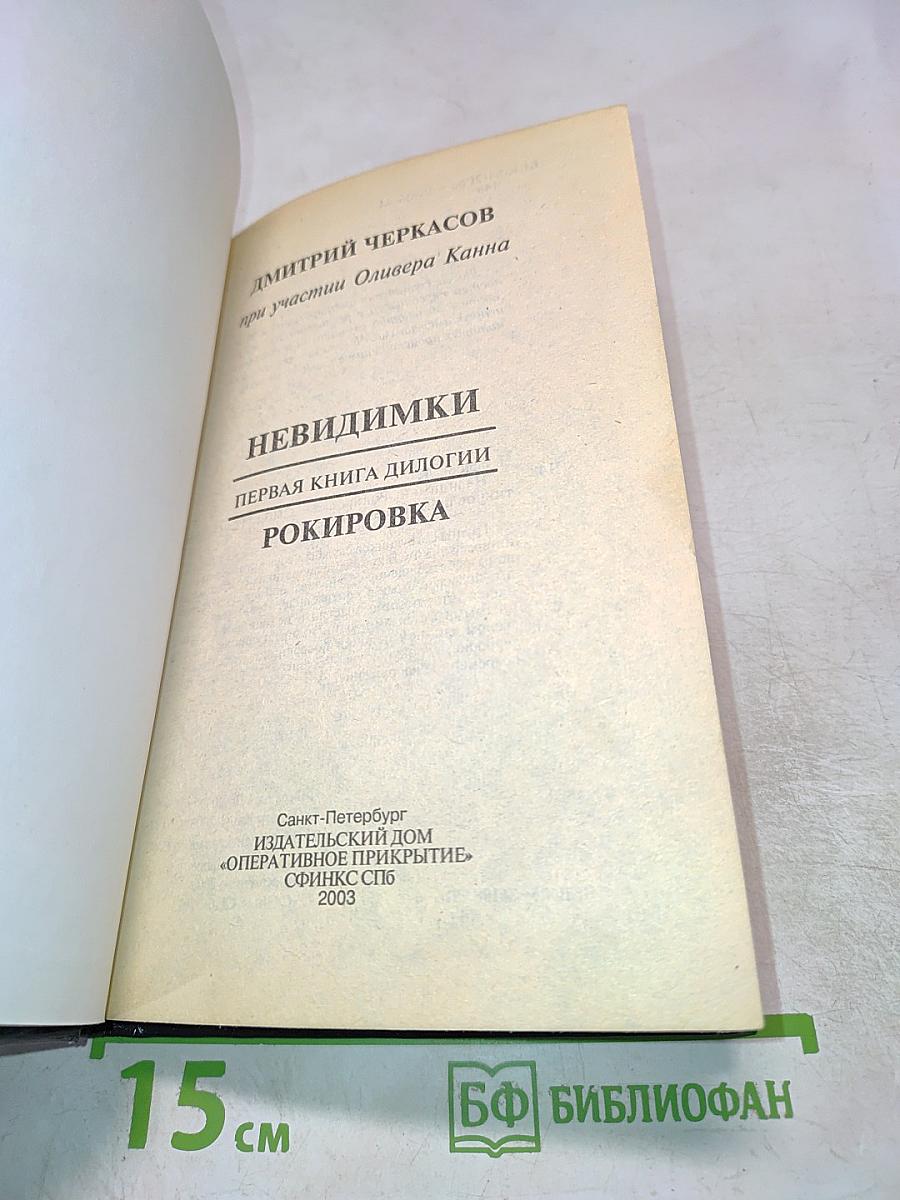 ДМИТРИЙ ЧЕРКАСОВ
при участии Оливера Канна
НЕВИДИМКИ
ПЕРВАЯ КНИГА ДИЛОГИИ
РОКИРОВКА
Санкт-Петербург
ИЗДАТЕЛЬСКИЙ ДОМ
«ОПЕРАТИВНОЕ ПРИКРЫТИЕ»
СФИНКС СПб
2003
15 см
БФ БИБЛИОФАН